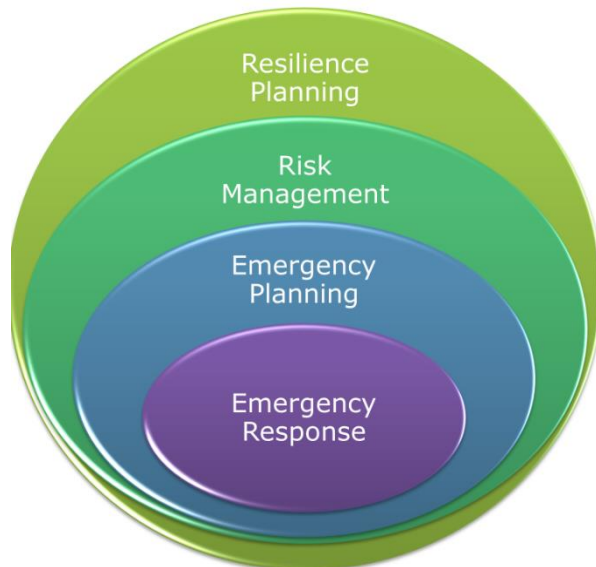 Resilience
Planning
Risk
Management
Emergency
Planning
Emergency
Response